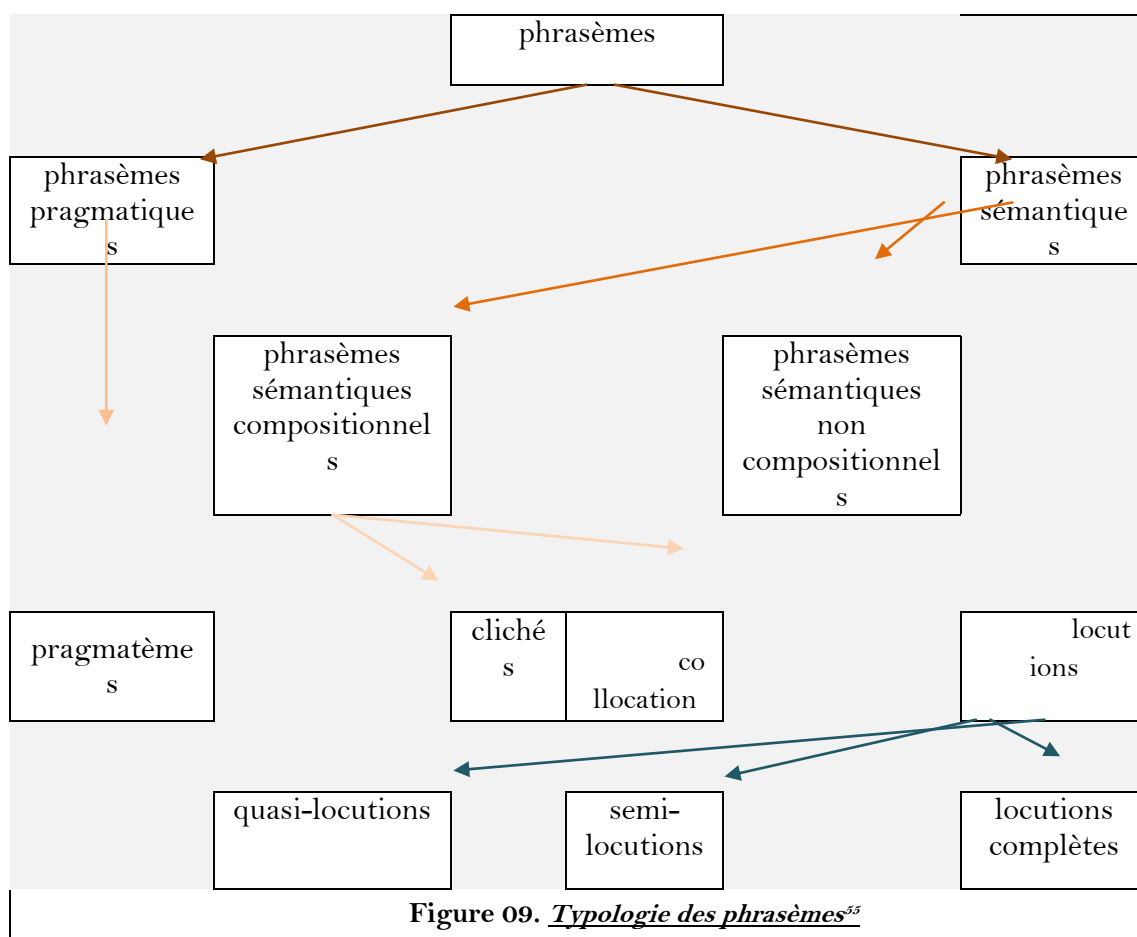 phrasèmes
phrasèmes
pragmatique
s
phrasèmes
sémantique
s
phrasèmes
sémantiques
compositionnel
s
phrasèmes
sémantiques
non
compositionnel
s
pragmatème
s
cliché
s
co
llocation
locut
ions
quasi-locutions
semi-
locutions
locutions
complètes
Figure 09. Typologie des phrasèmes55